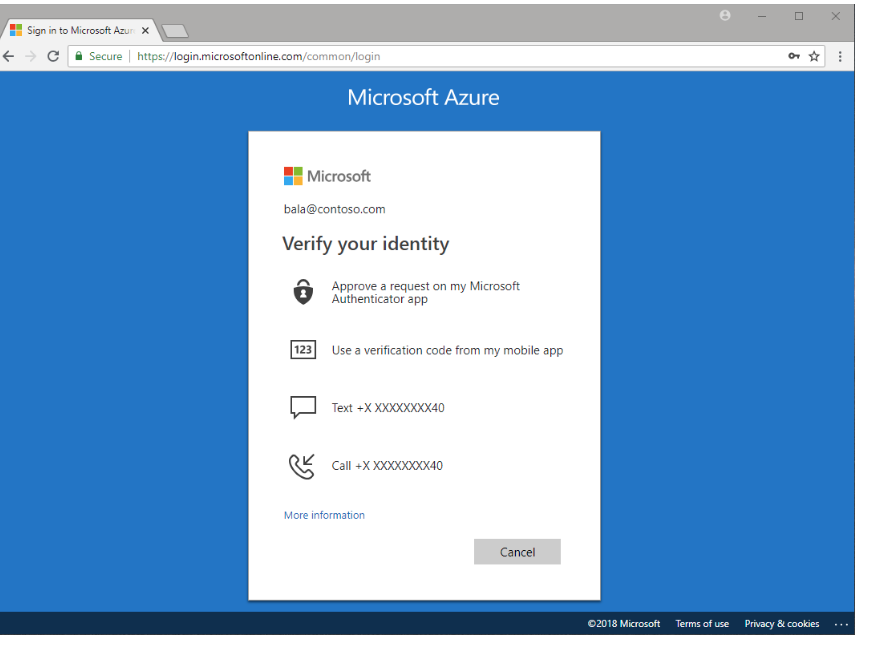 Sign in to Microsoft Azur
Secure | https://login.microsoftonline.com/common/login
Microsoft Azure
Microsoft
bala@contoso.com
Verify your identity
Approve a request on my Microsoft
Authenticator app
123
Use a verification code from my mobile app
Text +X XXXXXXXX40
Call +X XXXXXXXX40
More information
Cancel
©2018 Microsoft Terms of use Privacy & cookies ...